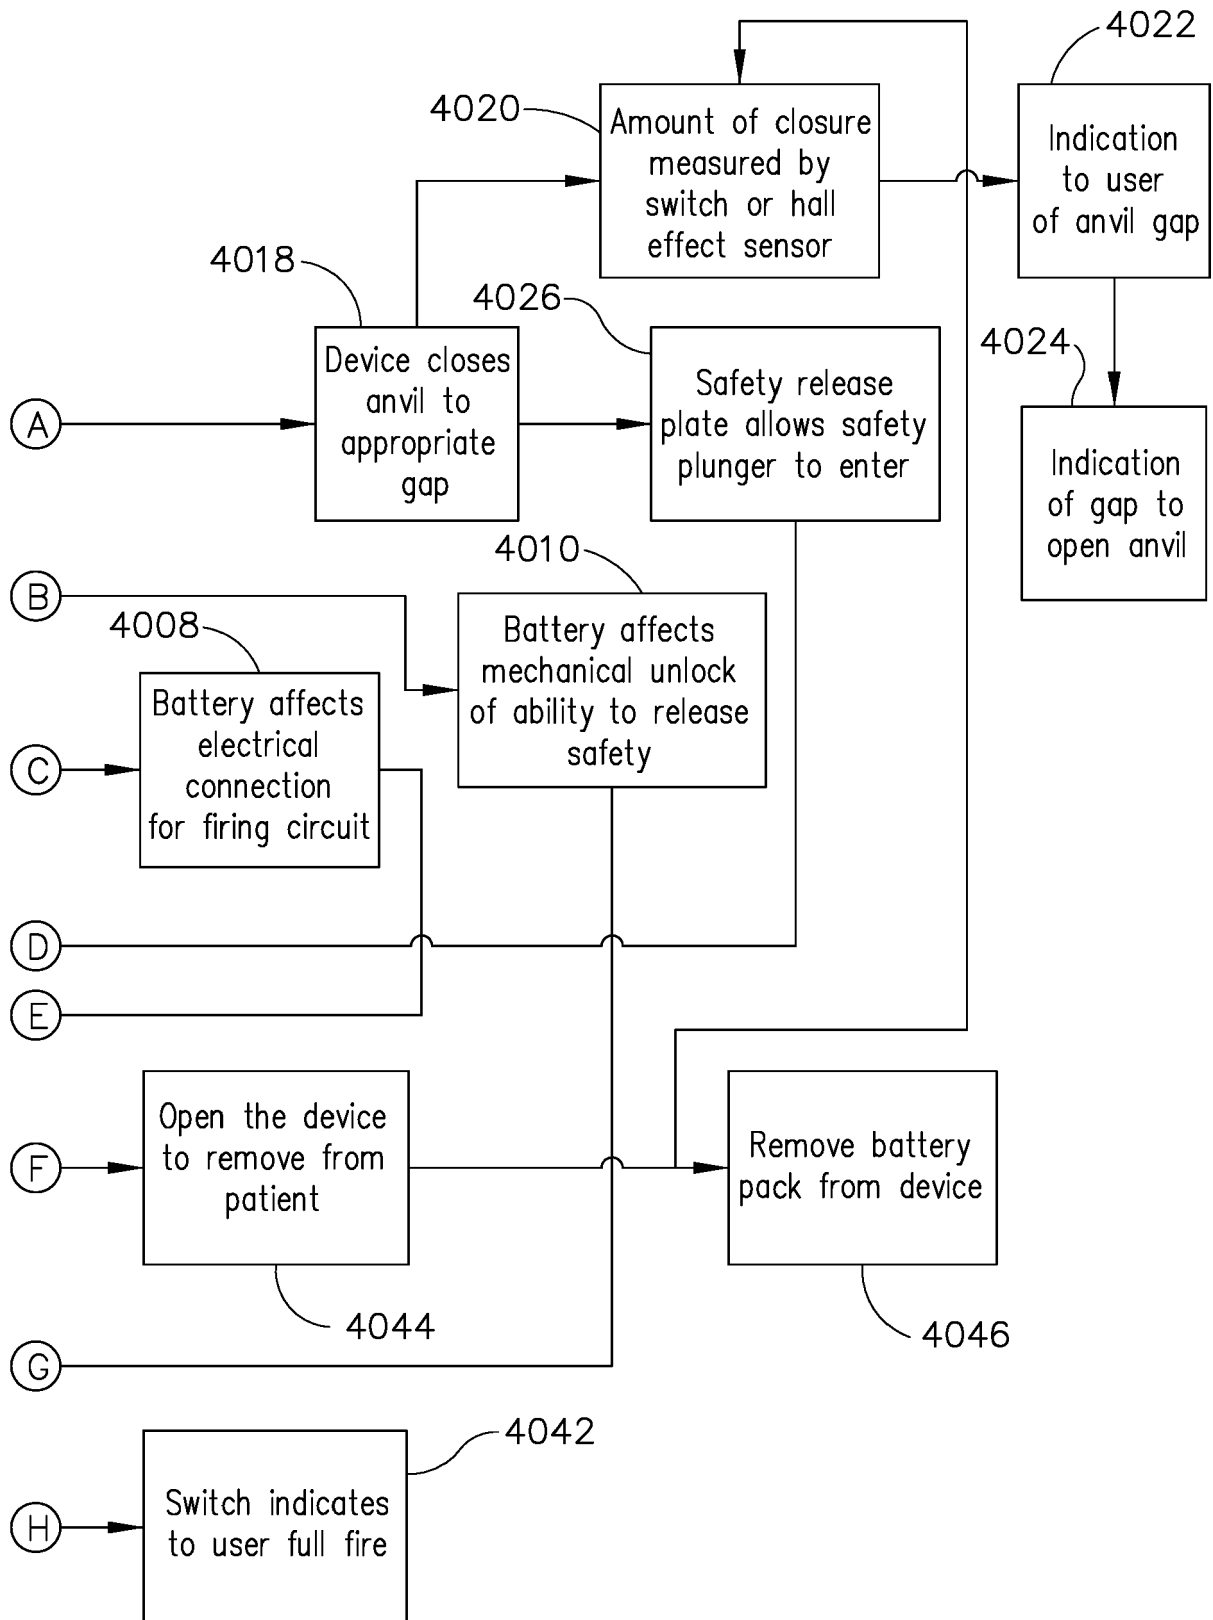 4022
4020
Amount of closure
measured by
switch or hall
effect sensor
Indication
to user
of anvil gap
4018
4026
4024
Device closes
anvil to
appropriate
gap
Safety release
plate allows safety
plunger to enter
A
Indication
of gap to
open anvil
4010
B
4008
Battery affects
mechanical unlock
of ability to release
safety
Battery affects
electrical
connection
for firing circuit
C
D
E
Open the device
to remove from
patient
F
Remove battery
pack from device
4044
4046
G
4042
Switch indicates
to user full fire
H